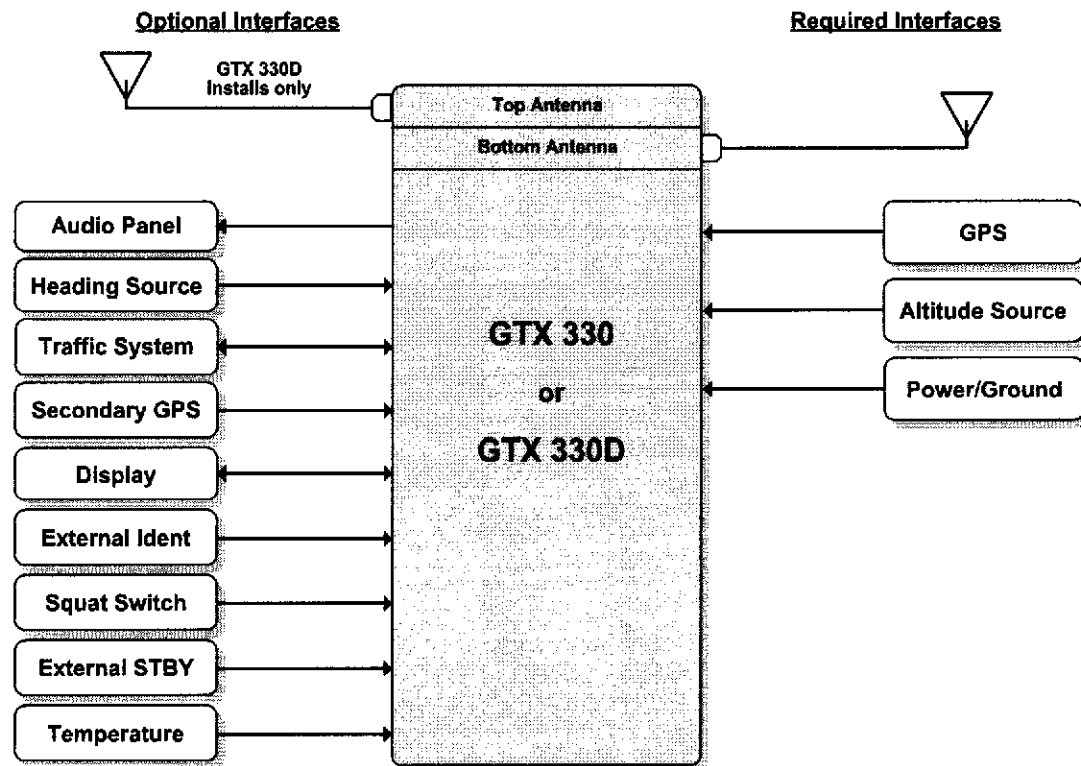 Optional Interfaces
Required Interfaces
GTX 330D
Installs only
Top Antenna
Bottom Antenna
Audio Panel
Heading Source
Traffic System
Secondary GPS
Display
External Ident
Squat Switch
External STBY
Temperature
GTX 330
or
GTX 330D
GPS
Altitude Source
Power/Ground